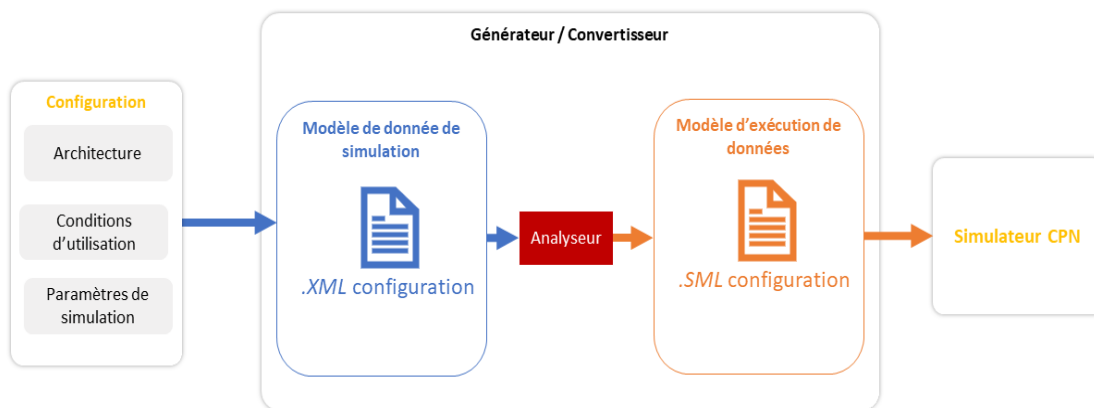 Générateur / Convertisseur
Configuration
Architecture
Conditions
d’utilisation
Paramètres de
simulation
Modèle de donnée de
simulation
.XML configuration
Analyseur
Modèle d’exécution de
données
.SML configuration
Simulateur CPN